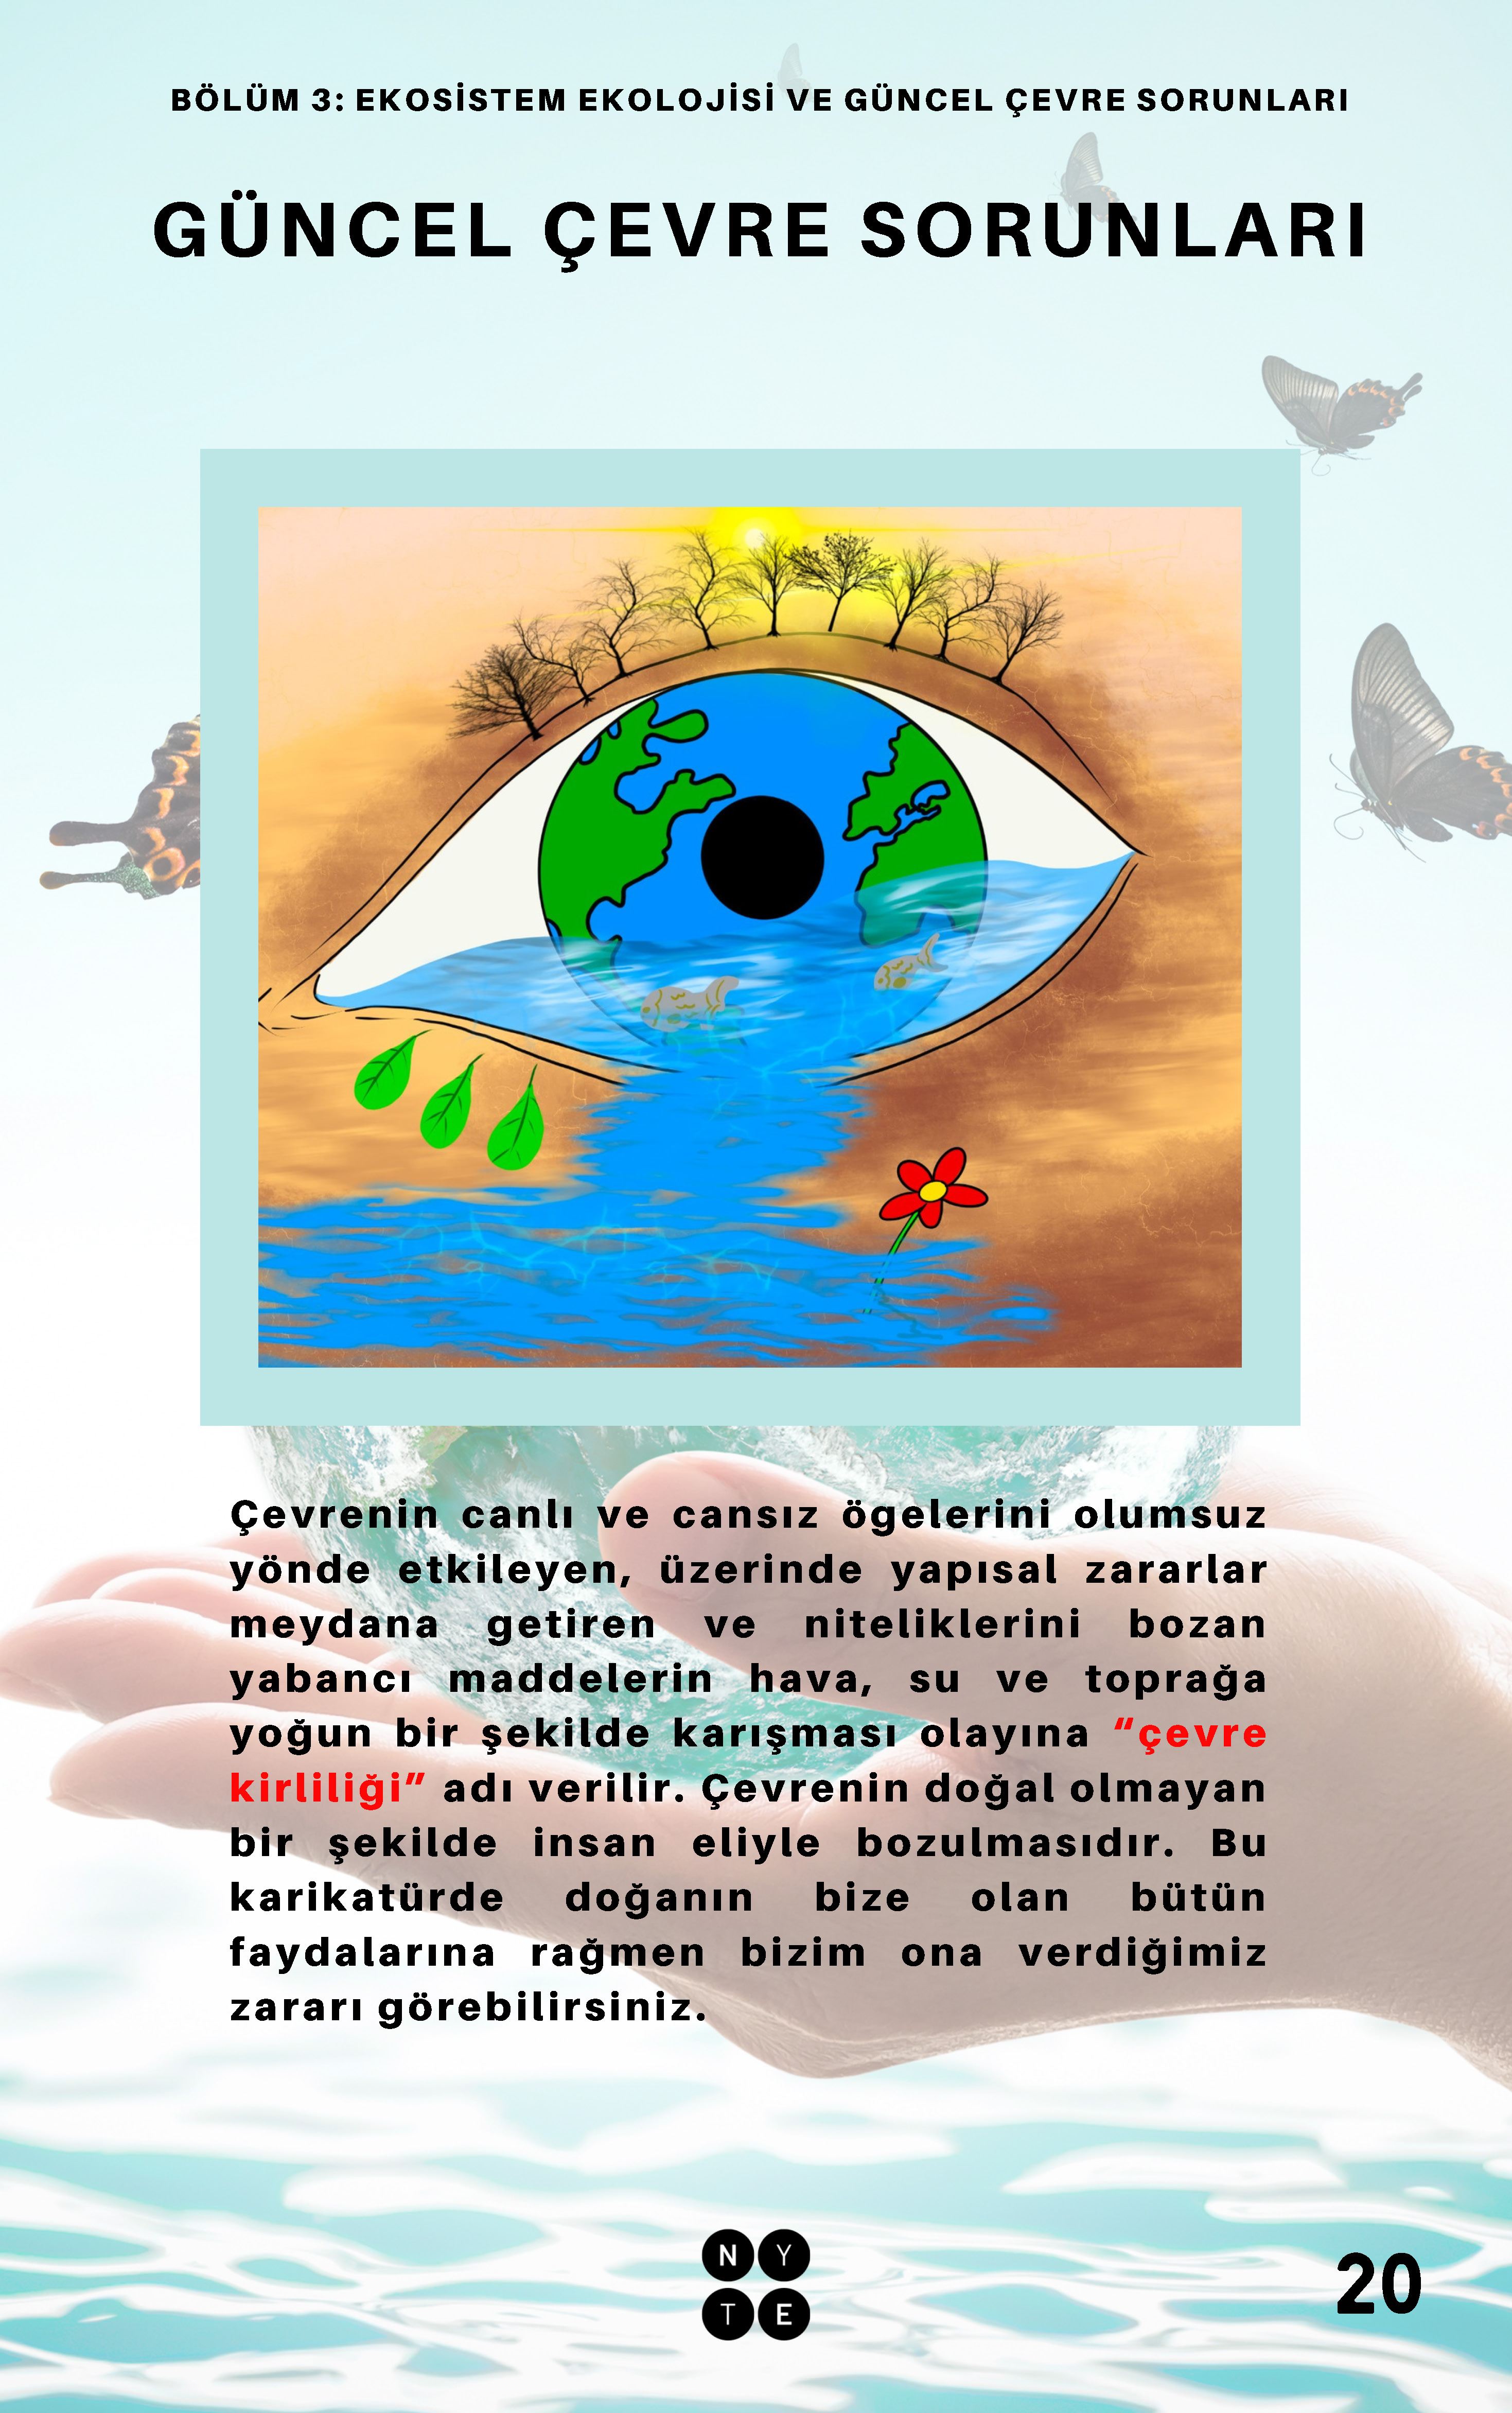 BÖLÜM 3: EKOSİSTEM EKOLOJİSİ VE GÜNCEL ÇEVRE SORUNLARI
GÜNCEL ÇEVRE SORUNLARI
Çevrenin canlı ve cansız ögelerini olumsuz
yönde etkileyen, üzerinde yapısal zararlar
meydana getiren ve niteliklerini bozan
yabancı maddelerin hava, su ve toprağa
yoğun bir şekilde karışması olayına “çevre
kirliliği” adı verilir. Çevrenin doğal olmayan
bir şekilde insan eliyle bozulmasıdır. Bu
karikatürde doğanın bize olan bütün
faydalarına rağmen bizim ona verdiğimiz
zararı görebilirsiniz.
N Y
T E
20